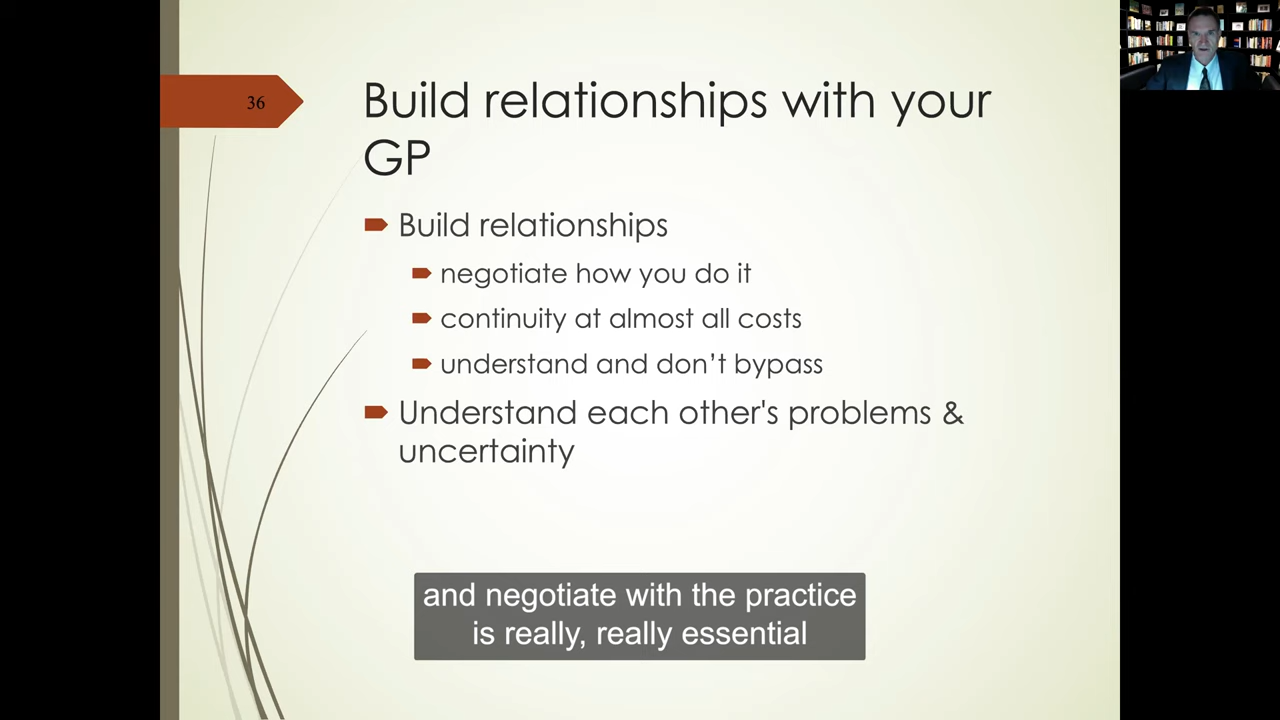 36
Build relationships with your
GP
Build relationships
negotiate how you do it
continuity at almost all costs
understand and don’t bypass
Understand each other's problems &
uncertainty
and negotiate with the practice
is really, really essential